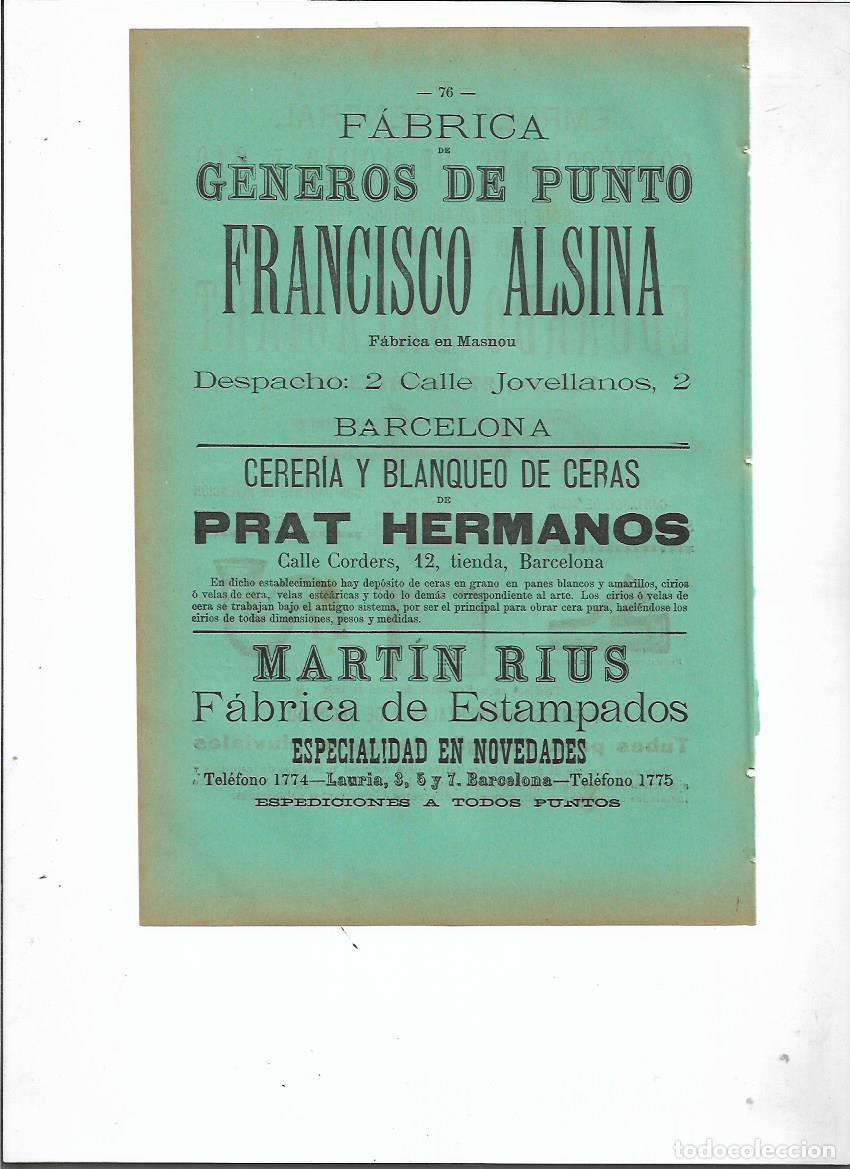 — 76 —
FÁBRICA
DE
GÉNEROS DE PUNTO
FRANCISCO ALSINA
Fábrica en Masnou
Despacho: 2 Calle Jovellanos, 2
BARCELONA
CERERÍA Y BLANQUEO DE CERAS
DE
PRAT HERMANOS
Calle Corders, 12, tienda, Barcelona
En dicho establecimiento hay depósito de ceras en grano en panes blancos y amarillos, cirios
ó velas de cera, velas esteáricas y todo lo demás correspondiente al arte. Los cirios ó velas de
cera se trabajan bajo el antiguo sistema, por ser el principal para obrar cera pura, haciéndose los
cirios de todas dimensiones, pesos y medidas.
MARTÍN RIUS
Fábrica de Estampados
ESPECIALIDAD EN NOVEDADES
Teléfono 1774—Lauria, 3, 5 y 7. Barcelona—Teléfono 1775
ESPEDICIONES A TODOS PUNTOS
todocoleccion